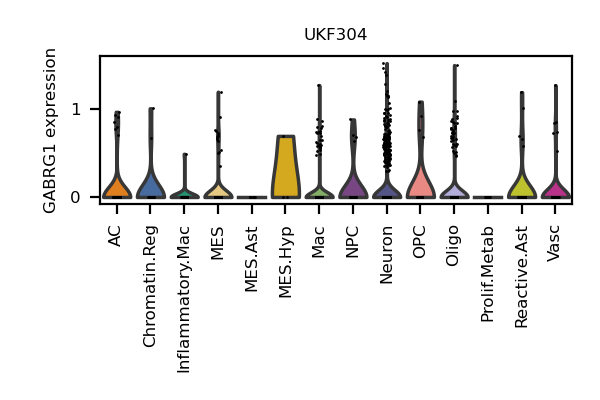 UKF304
GABRG1 expression
1
0
AC
Chromatin.Reg
Inflammatory.Mac
MES
MES.Ast
MES.Hyp
Mac
NPC
Neuron
OPC
Oligo
Prolif.Metab
Reactive.Ast
Vasc